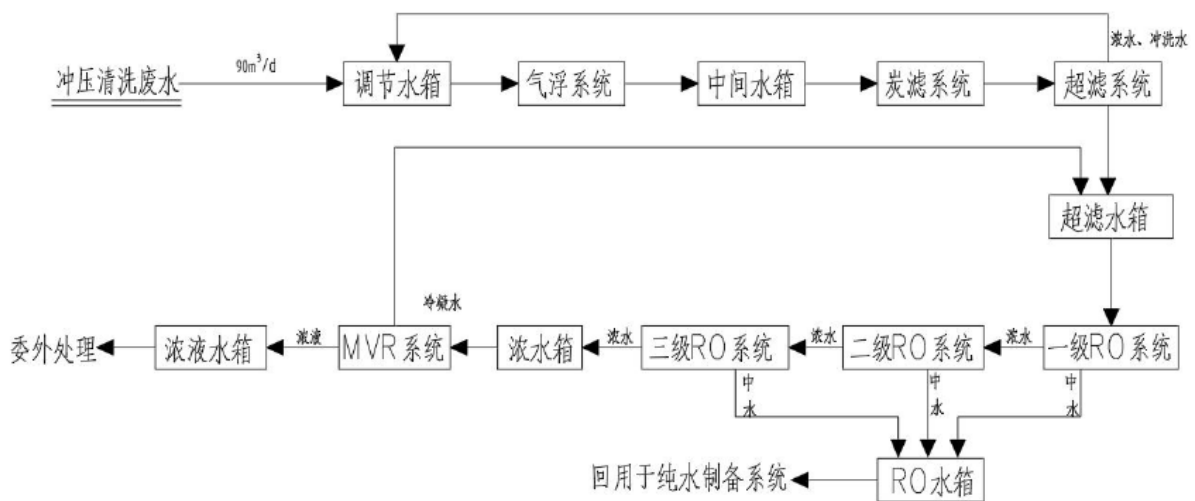 浓水、冲洗水
冲压清洗废水
90m³/d
调节水箱
气浮系统
中间水箱
炭滤系统
超滤系统
超滤水箱
冷凝水
委外处理
浓液水箱
浓液
MVR系统
浓水箱
浓水
三级RO系统
浓水
二级RO系统
浓水
一级RO系统
中水
中水
中水
回用于纯水制备系统
RO水箱